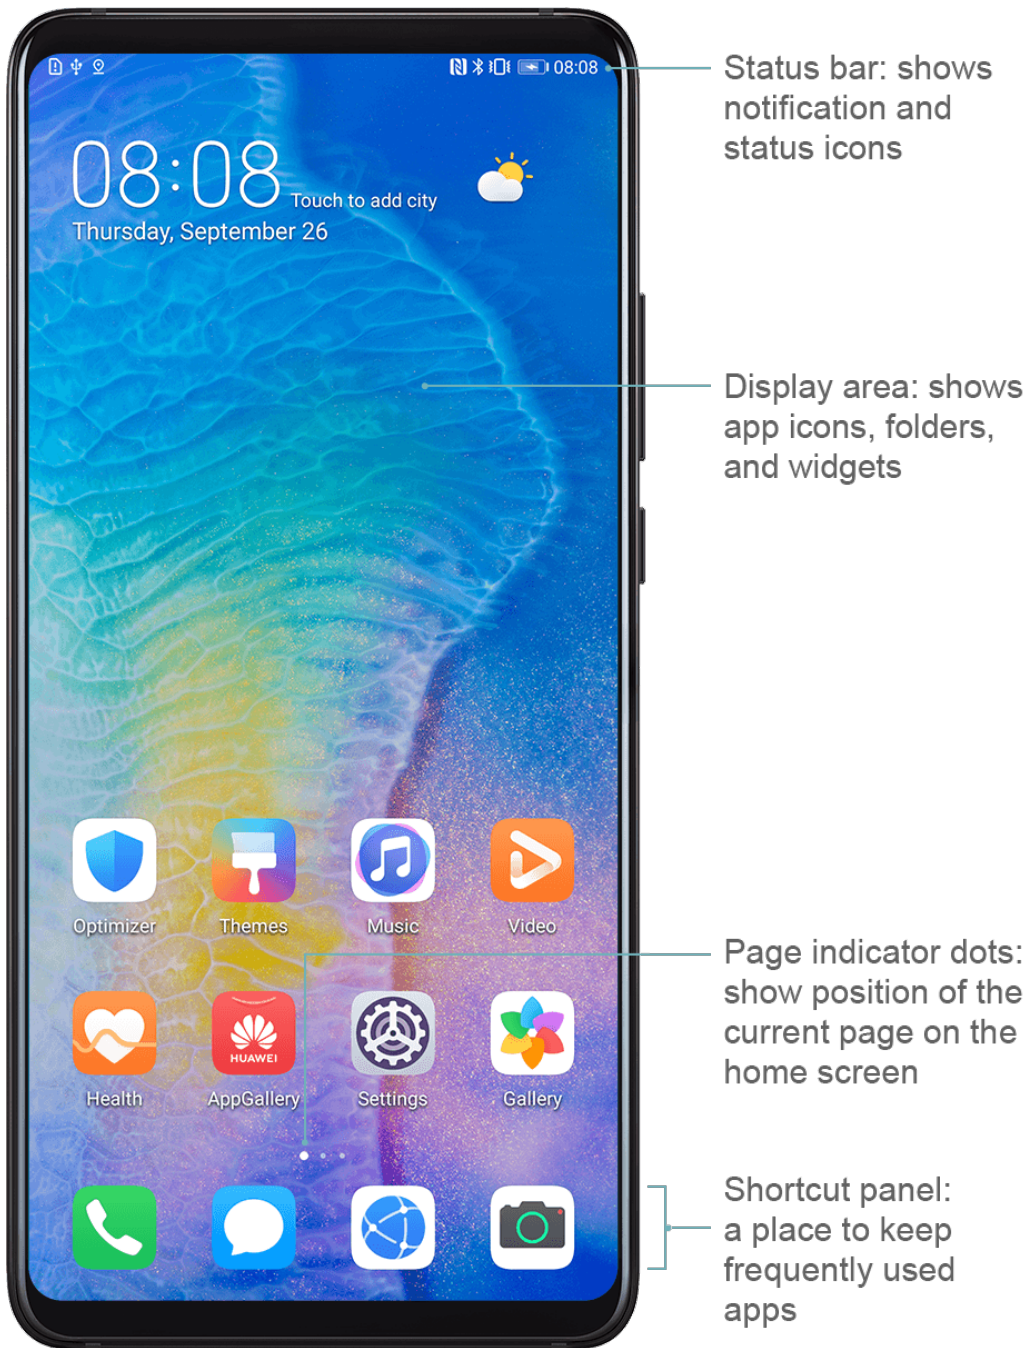 08:08
Status bar: shows
notification and
status icons
08:08 Touch to add city
Thursday, September 26
Display area: shows
app icons, folders,
and widgets
Optimizer Themes Music Video
Page indicator dots:
show position of the
current page on the
home screen
HUAWEI
Health AppGallery Settings Gallery
Shortcut panel:
a place to keep
frequently used
apps